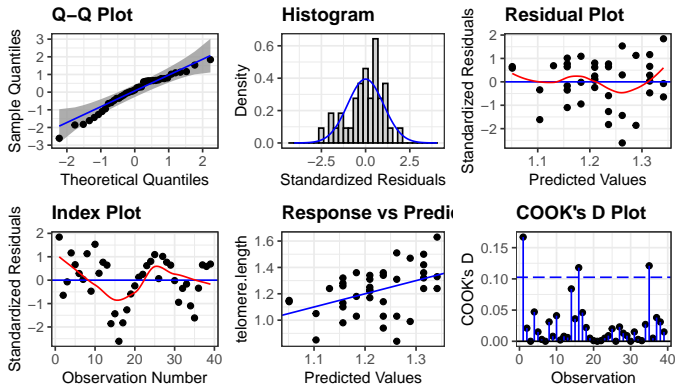 Q−Q Plot
Sample Quantiles
3
2
1
0
−1
−2
−3
−2
−1
0
1
2
Theoretical Quantiles
Histogram
Density
0.6
0.4
0.2
0.0
−2.5
0.0
2.5
Standardized Residuals
Residual Plot
Standardized Residuals
2
1
0
−1
−2
1.1
1.2
1.3
Predicted Values
Index Plot
Standardized Residuals
2
1
0
−1
−2
0
10
20
30
40
Observation Number
Response vs Predi
telomere.length
1.6
1.4
1.2
1.0
1.1
1.2
1.3
Predicted Values
COOK's D Plot
COOK's D
0.15
0.10
0.05
0.00
0
10
20
30
40
Observation